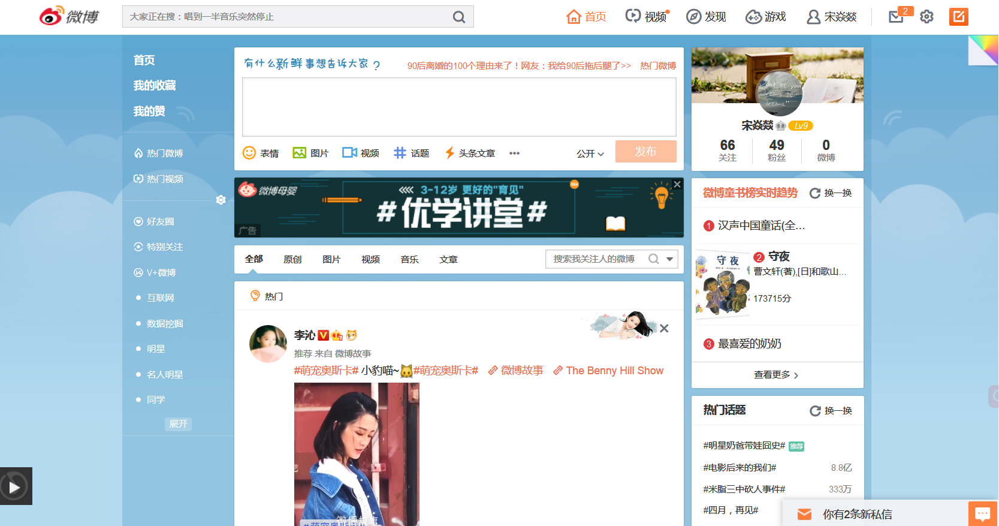 微博
大家正在搜：唱到一半音乐突然停止
首页
视频
发现
游戏
宋焱燚
2
首页
我的收藏
我的赞
热门微博
热门视频
好友圈
特别关注
V+微博
互联网
数据挖掘
明星
名人明星
同学
展开
有什么新鲜事想告诉大家?
90后离婚的100个理由来了！网友：我给90后拖后腿了>> 热门微博
表情
图片
视频
话题
头条文章
公开
发布
微博母婴
3-12岁 更好的"育见"
#优学讲堂#
广告
全部
原创
图片
视频
音乐
文章
搜索我关注人的微博
热门
李沁
推荐 来自 微博故事
#萌宠奥斯卡# 小豹喵~#萌宠奥斯卡# 微博故事 The Benny Hill Show
微博故事
#萌宠奥斯
Don't let your
dreams be
dreams."
宋焱燚 Lv9
66 49 0
关注 粉丝 微博
微博童书榜实时趋势 换一换
1 汉声中国童话(全...
守夜
2 守夜
曹文轩(著),[日]和歌山...
173715分
3 最喜爱的奶奶
查看更多
热门话题 换一换
#明星奶爸带娃囧史# 推荐
#电影后来的我们# 8.8亿
#米脂三中砍人事件# 333万
#四月，再见#
你有2条新私信